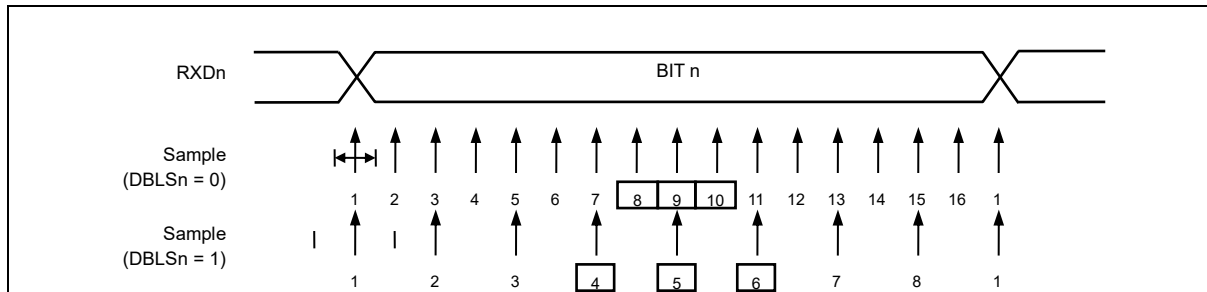 RXDn
BIT n
Sample
(DBLSn = 0)
1 2 3 4 5 6 7 8 9 10 11 12 13 14 15 16 1
Sample
(DBLSn = 1)
1 2 3 4 5 6 7 8 1